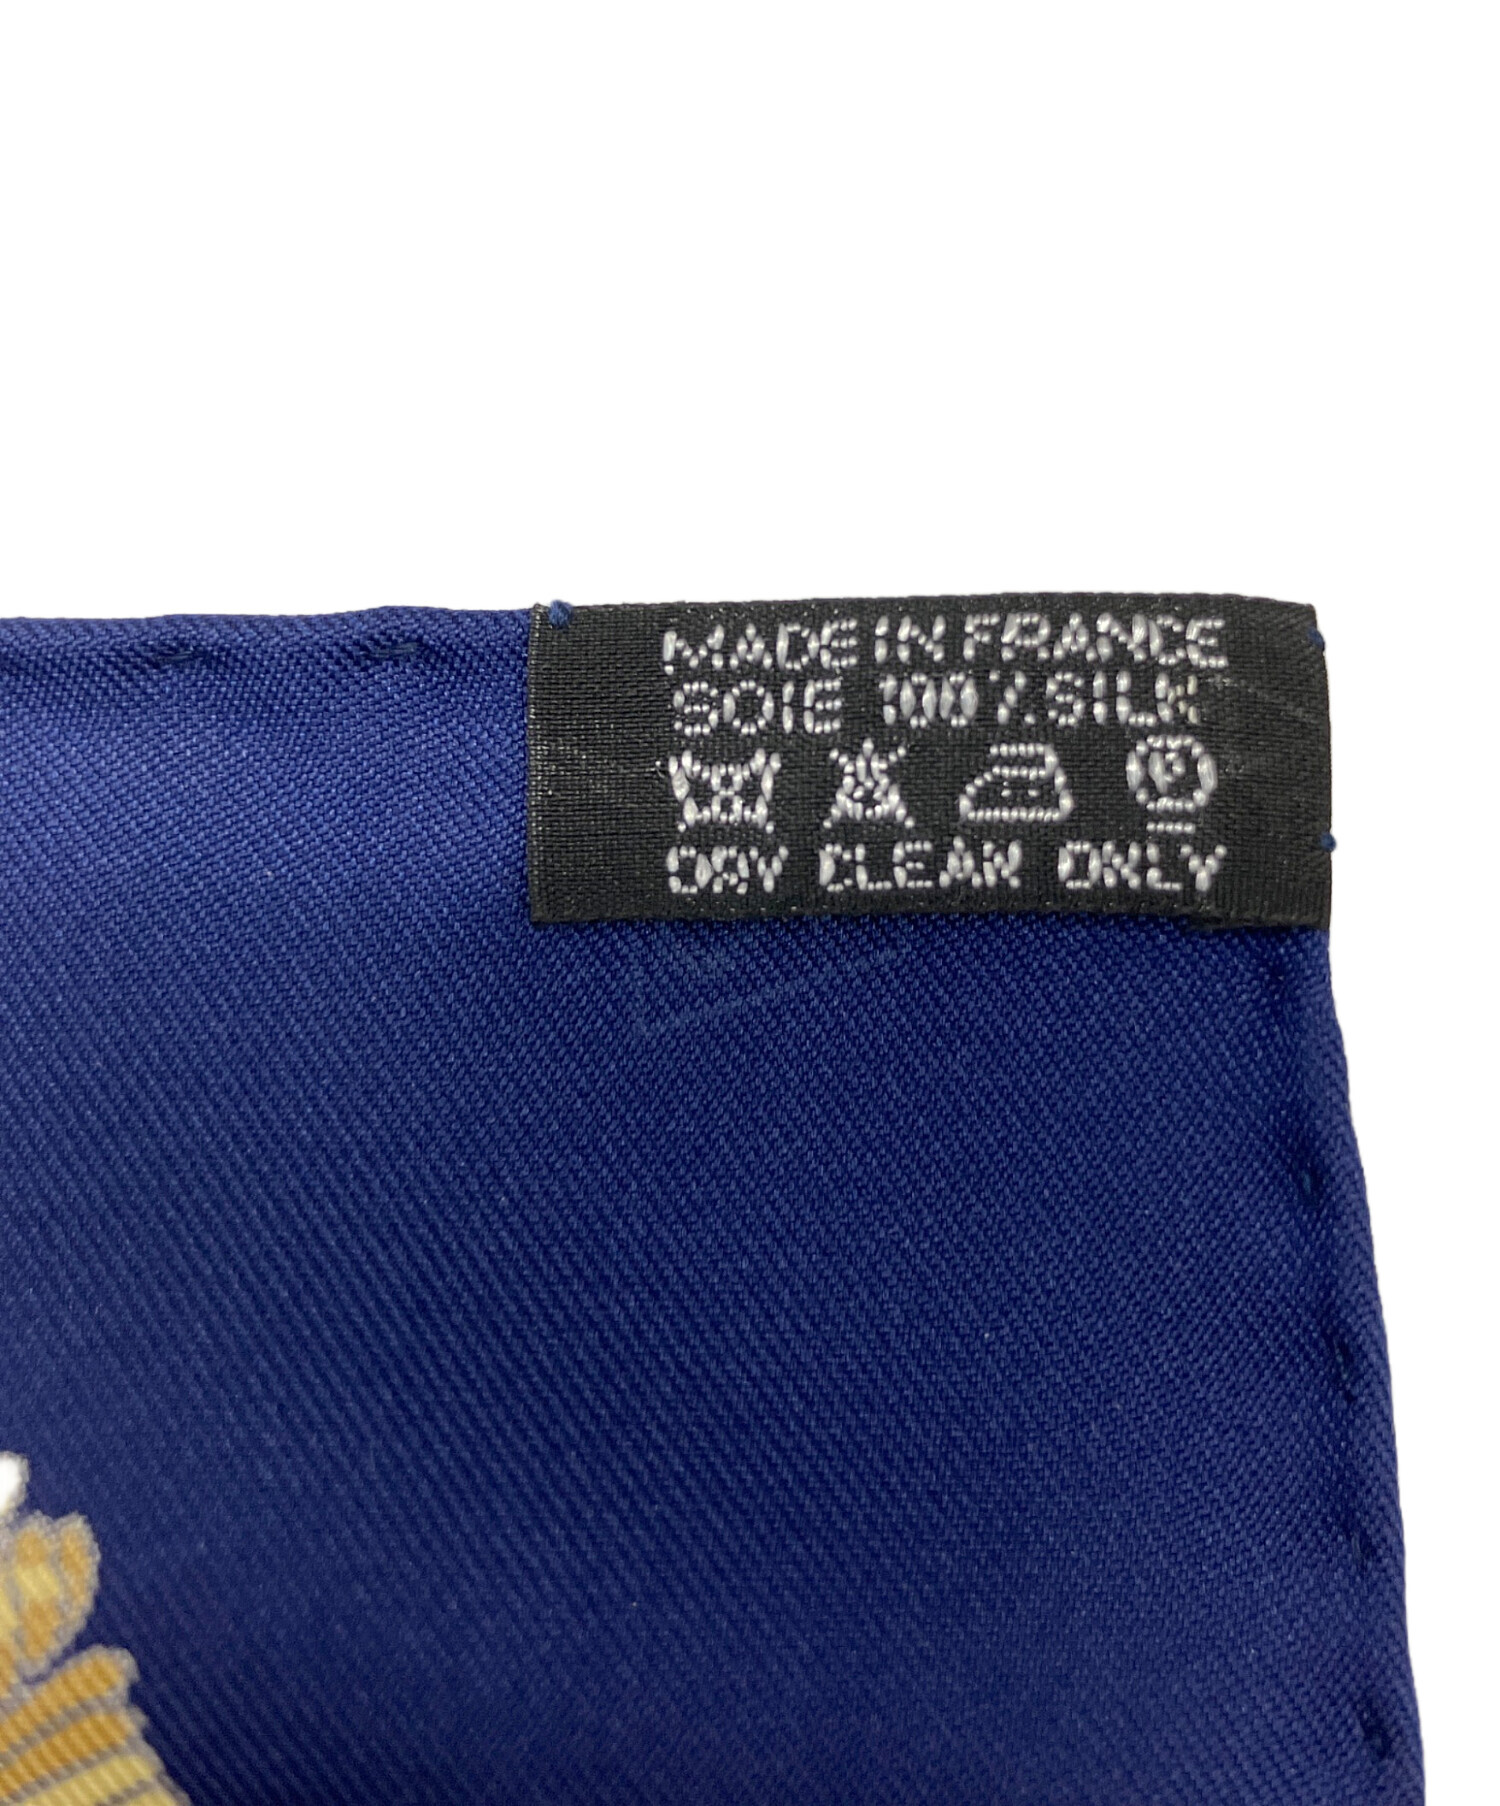 MADE IN FRANCE
SOIE 100% SILK
DRY CLEAN ONLY